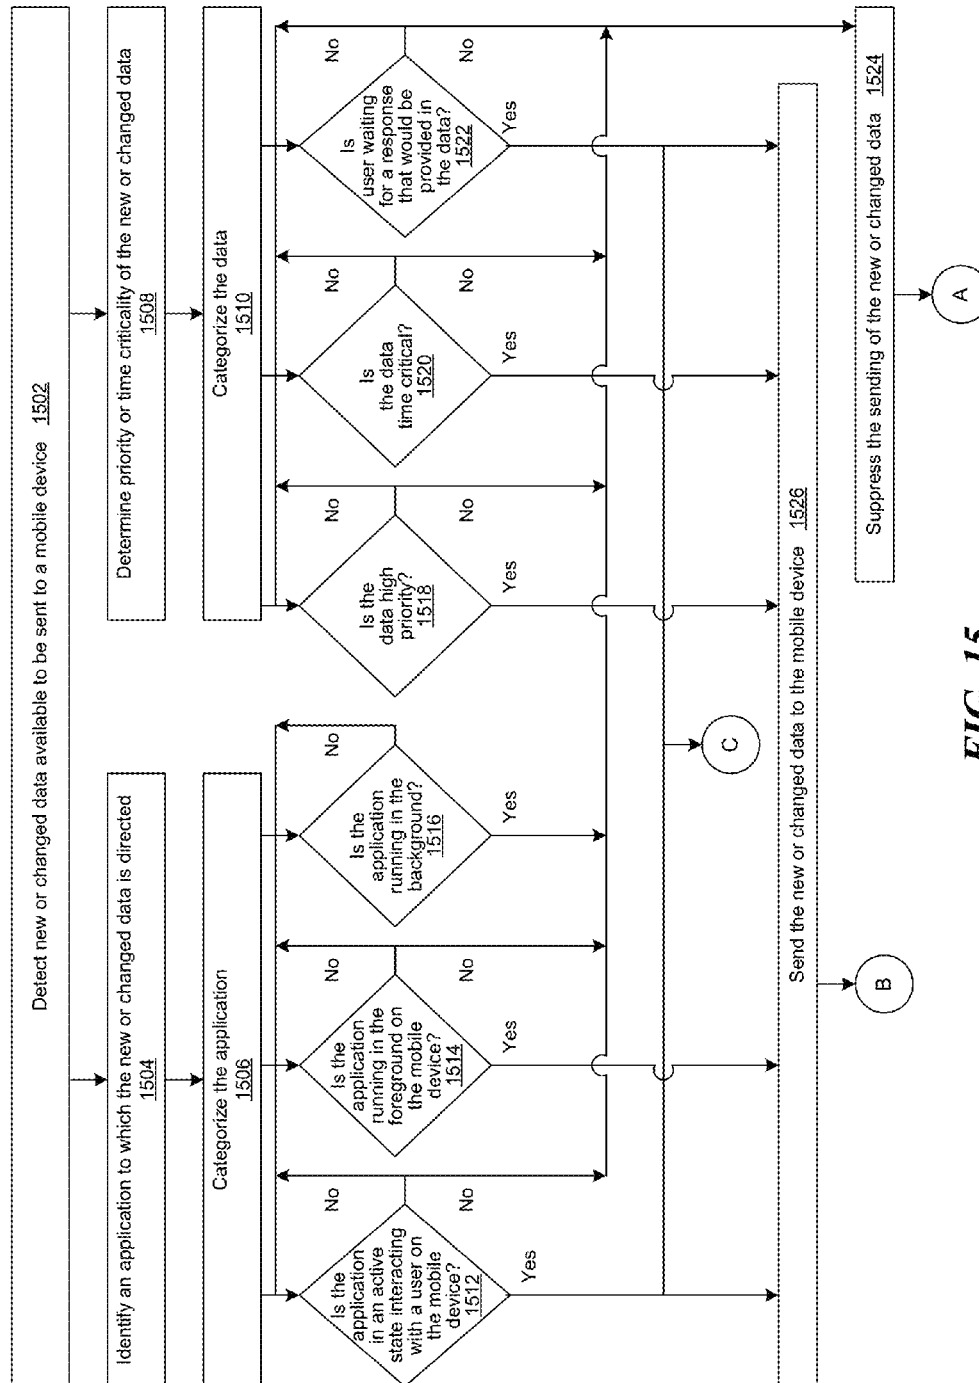 Detect new or changed data available to be sent to a mobile device 1502
Identify an application to which the new or changed data is directed
1504
Determine priority or time criticality of the new or changed data
1508
Categorize the application
1506
Categorize the data
1510
Is the
application
in an active
state interacting
with a user on
the mobile
device?
1512
No
No
Yes
Is the
application
running in the
foreground on
the mobile
device?
1514
No
No
Yes
Is the
application
running in the
background?
1516
No
Yes
Is the
data high
priority?
1518
No
No
Yes
Is
the data
time critical?
1520
No
No
Yes
Is
user waiting
for a response
that would be
provided in
the data?
1522
No
No
Yes
C
Send the new or changed data to the mobile device 1526
Suppress the sending of the new or changed data 1524
B
A
FIG. 15